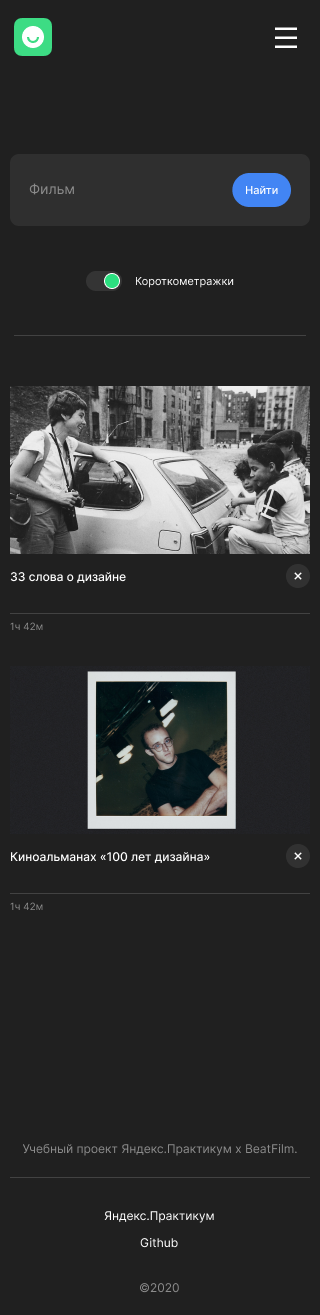 Фильм
Найти
Короткометражки
33 слова о дизайне
1ч 42м
Киноальманах «100 лет дизайна»
1ч 42м
Учебный проект Яндекс.Практикум х BeatFilm.
Яндекс.Практикум
Github
©2020